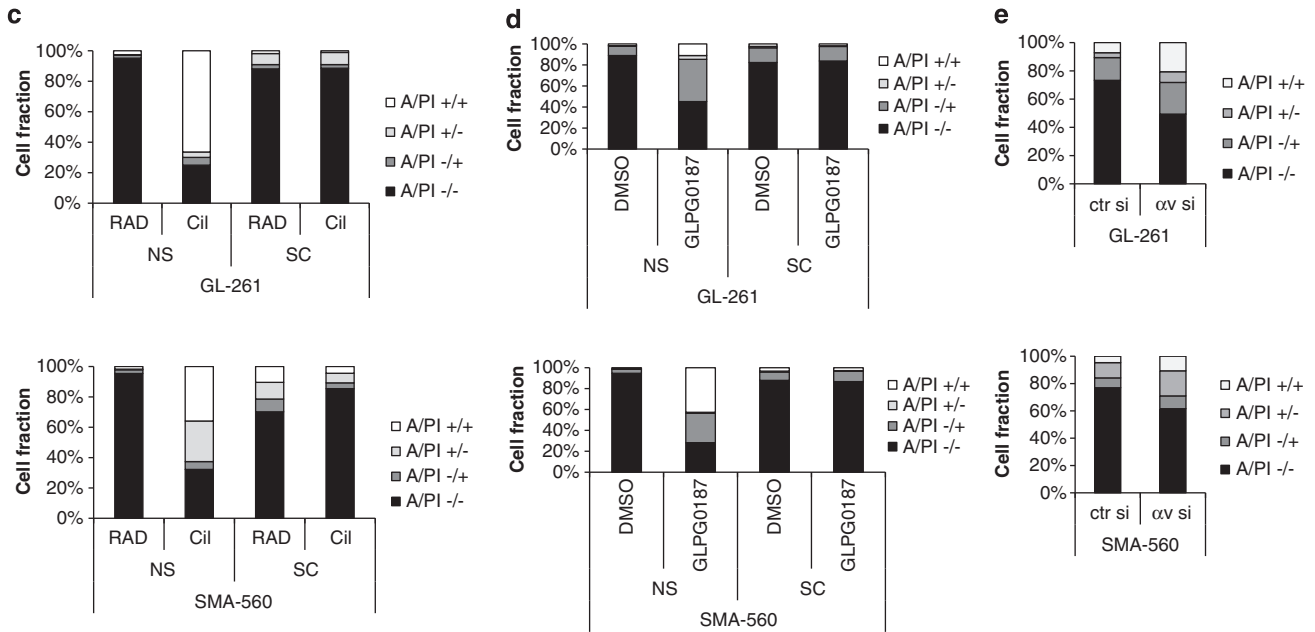 c
100%
80%
60%
40%
20%
0%
Cell fraction
A/PI +/+
A/PI +/-
A/PI -/+
A/PI -/-
RAD Cil RAD Cil
NS SC
GL-261
100%
80%
60%
40%
20%
0%
Cell fraction
A/PI +/+
A/PI +/-
A/PI -/+
A/PI -/-
RAD Cil RAD Cil
NS SC
SMA-560
d
100%
80%
60%
40%
20%
0%
Cell fraction
A/PI +/+
A/PI +/-
A/PI -/+
A/PI -/-
DMSO GLPG0187 DMSO GLPG0187
NS SC
GL-261
100%
80%
60%
40%
20%
0%
Cell fraction
A/PI +/+
A/PI +/-
A/PI -/+
A/PI -/-
DMSO GLPG0187 DMSO GLPG0187
NS SC
SMA-560
e
100%
80%
60%
40%
20%
0%
Cell fraction
A/PI +/+
A/PI +/-
A/PI -/+
A/PI -/-
ctr si αv si
GL-261
100%
80%
60%
40%
20%
0%
Cell fraction
A/PI +/+
A/PI +/-
A/PI -/+
A/PI -/-
ctr si αv si
SMA-560